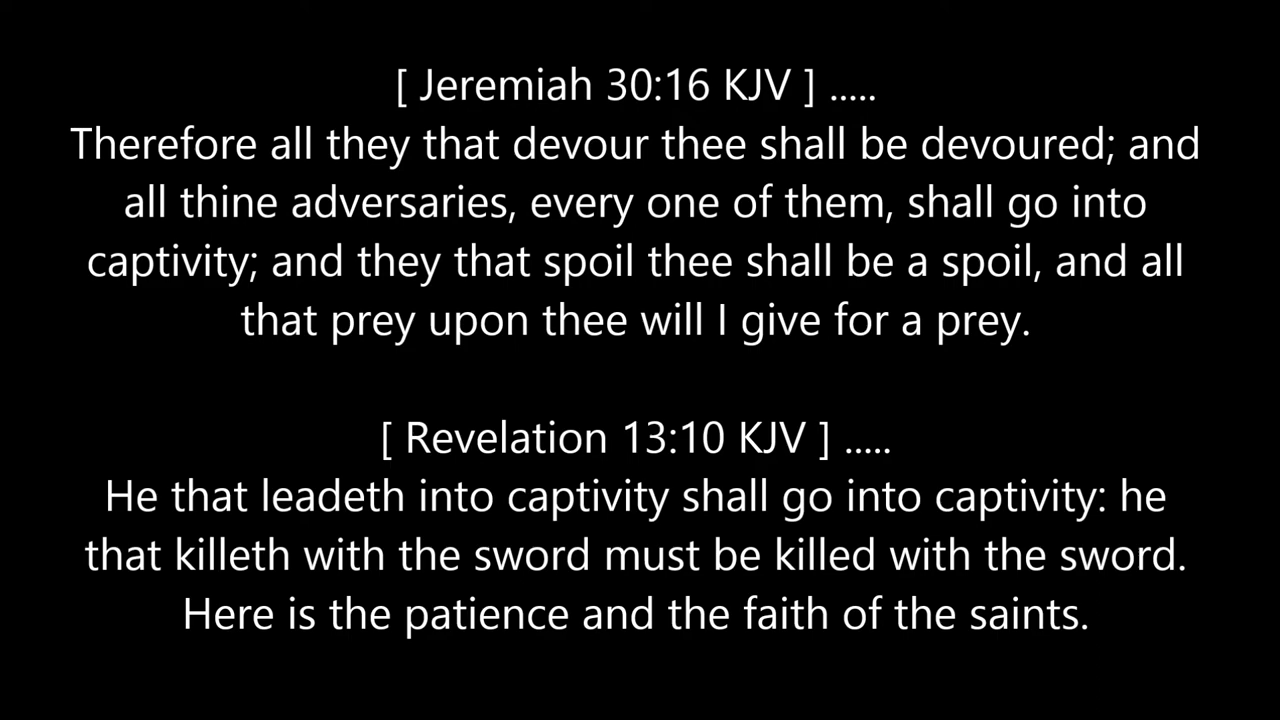 [ Jeremiah 30:16 KJV ] .....
Therefore all they that devour thee shall be devoured; and
all thine adversaries, every one of them, shall go into
captivity; and they that spoil thee shall be a spoil, and all
that prey upon thee will I give for a prey.
[ Revelation 13:10 KJV ] .....
He that leadeth into captivity shall go into captivity: he
that killeth with the sword must be killed with the sword.
Here is the patience and the faith of the saints.